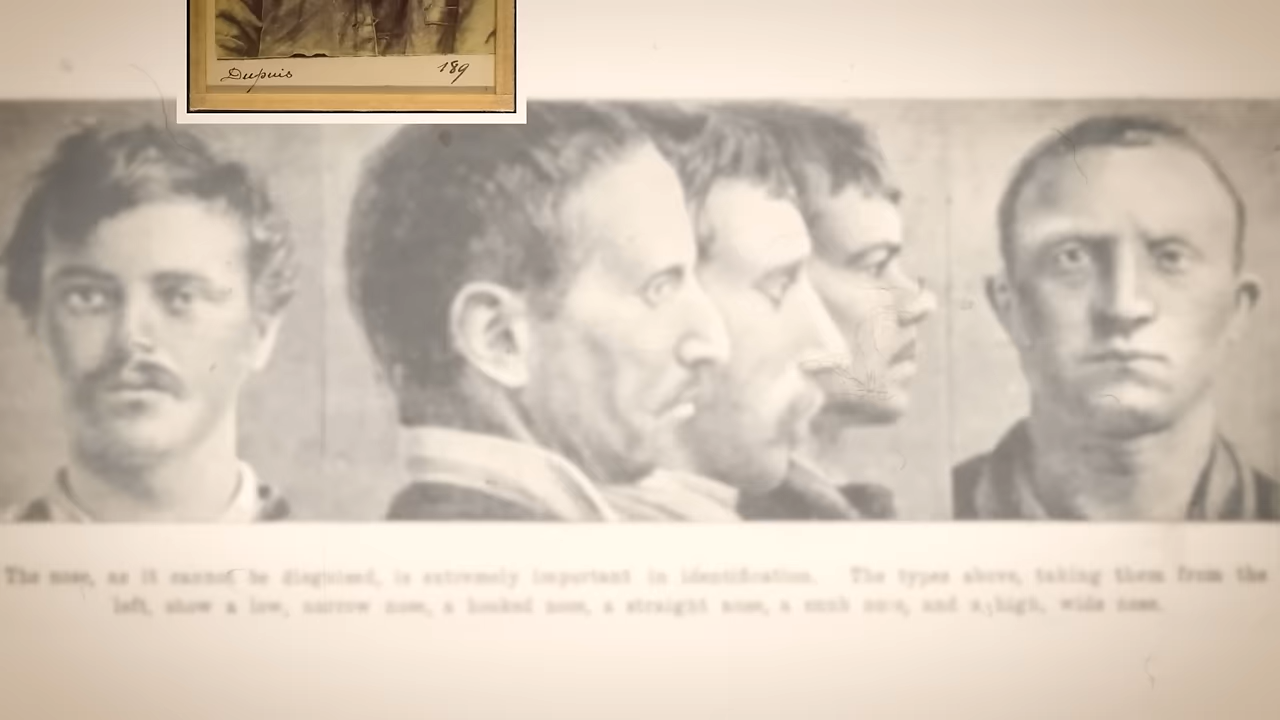 Dupuis 189
The nose, as it cannot be disguised, is extremely important in identification. The types above, taking them from the
left, show a low, narrow nose, a hooked nose, a straight nose, a snub nose, and a high, wide nose.